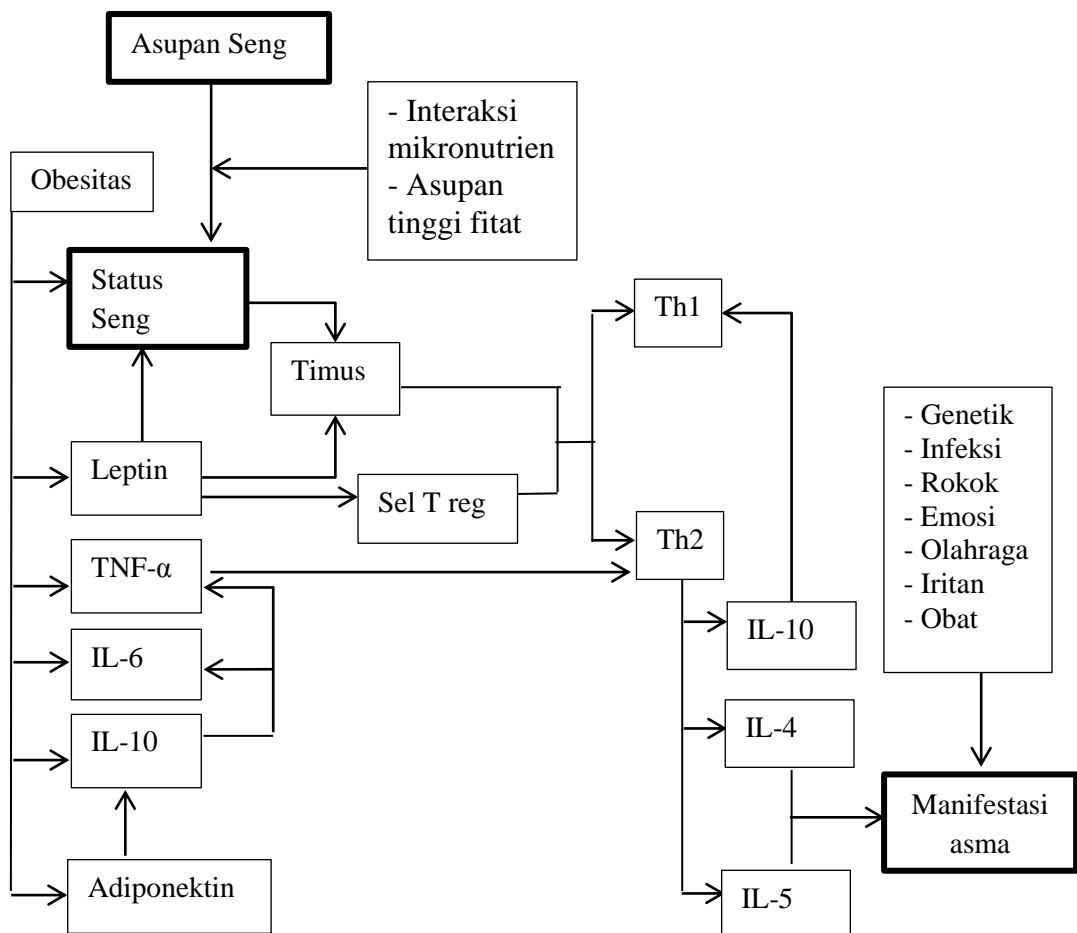 Asupan Seng
- Interaksi
mikronutrien
- Asupan
tinggi fitat
Obesitas
Status
Seng
Th1
Timus
- Genetik
- Infeksi
- Rokok
- Emosi
- Olahraga
- Iritan
- Obat
Leptin
Sel T reg
Th2
TNF-α
IL-10
IL-6
IL-10
IL-4
Manifestasi
asma
Adiponektin
IL-5